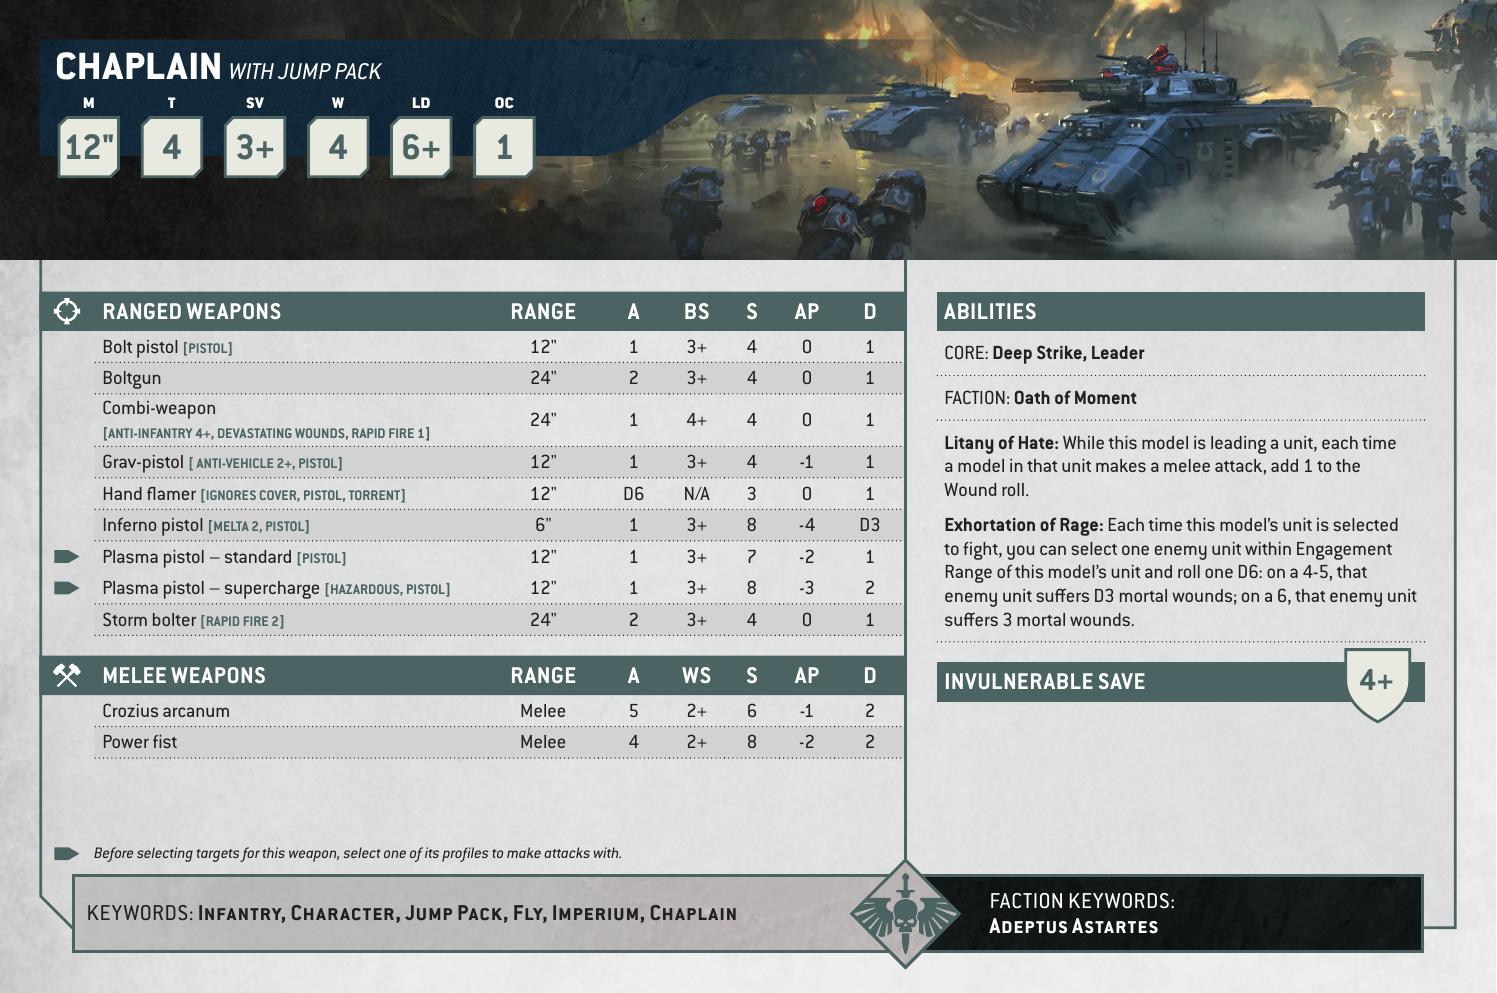 CHAPLAIN WITH JUMP PACK
M T SV W LD OC
12" 4 3+ 4 6+ 1
RANGED WEAPONS RANGE A BS S AP D
Bolt pistol [PISTOL] 12" 1 3+ 4 0 1
Boltgun 24" 2 3+ 4 0 1
Combi-weapon
[ANTI-INFANTRY 4+, DEVASTATING WOUNDS, RAPID FIRE 1] 24" 1 4+ 4 0 1
Grav-pistol [ ANTI-VEHICLE 2+, PISTOL] 12" 1 3+ 4 -1 1
Hand flamer [IGNORES COVER, PISTOL, TORRENT] 12" D6 N/A 3 0 1
Inferno pistol [MELTA 2, PISTOL] 6" 1 3+ 8 -4 D3
Plasma pistol – standard [PISTOL] 12" 1 3+ 7 -2 1
Plasma pistol – supercharge [HAZARDOUS, PISTOL] 12" 1 3+ 8 -3 2
Storm bolter [RAPID FIRE 2] 24" 2 3+ 4 0 1
MELEE WEAPONS RANGE A WS S AP D
Crozius arcanum Melee 5 2+ 6 -1 2
Power fist Melee 4 2+ 8 -2 2
Before selecting targets for this weapon, select one of its profiles to make attacks with.
ABILITIES
CORE: Deep Strike, Leader
FACTION: Oath of Moment
Litany of Hate: While this model is leading a unit, each time
a model in that unit makes a melee attack, add 1 to the
Wound roll.
Exhortation of Rage: Each time this model’s unit is selected
to fight, you can select one enemy unit within Engagement
Range of this model’s unit and roll one D6: on a 4-5, that
enemy unit suffers D3 mortal wounds; on a 6, that enemy unit
suffers 3 mortal wounds.
INVULNERABLE SAVE 4+
KEYWORDS: INFANTRY, CHARACTER, JUMP PACK, FLY, IMPERIUM, CHAPLAIN
FACTION KEYWORDS:
ADEPTUS ASTARTES